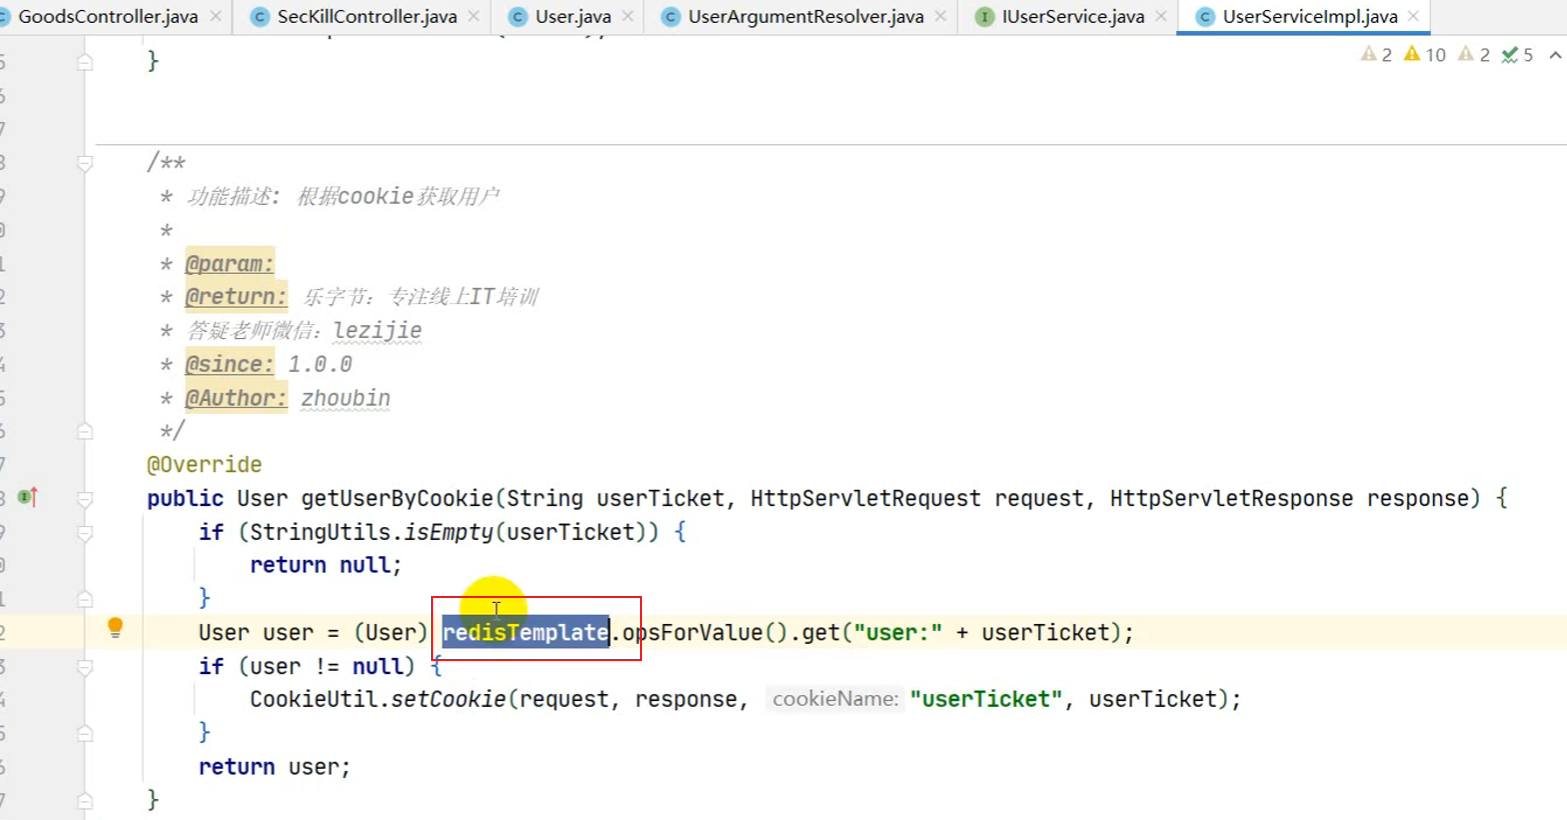 GoodsController.java SecKillController.java User.java UserArgumentResolver.java IUserService.java UserServiceImpl.java
2 10 2 5
}
/**
* 功能描述: 根据cookie获取用户
*
* @param:
* @return: 乐字节：专注线上IT培训
* 答疑老师微信：lezijie
* @since: 1.0.0
* @Author: zhoubin
*/
@Override
public User getUserByCookie(String userTicket, HttpServletRequest request, HttpServletResponse response) {
if (StringUtils.isEmpty(userTicket)) {
return null;
}
User user = (User) redisTemplate.opsForValue().get("user:" + userTicket);
if (user != null) {
CookieUtil.setCookie(request, response, cookieName: "userTicket", userTicket);
}
return user;
}